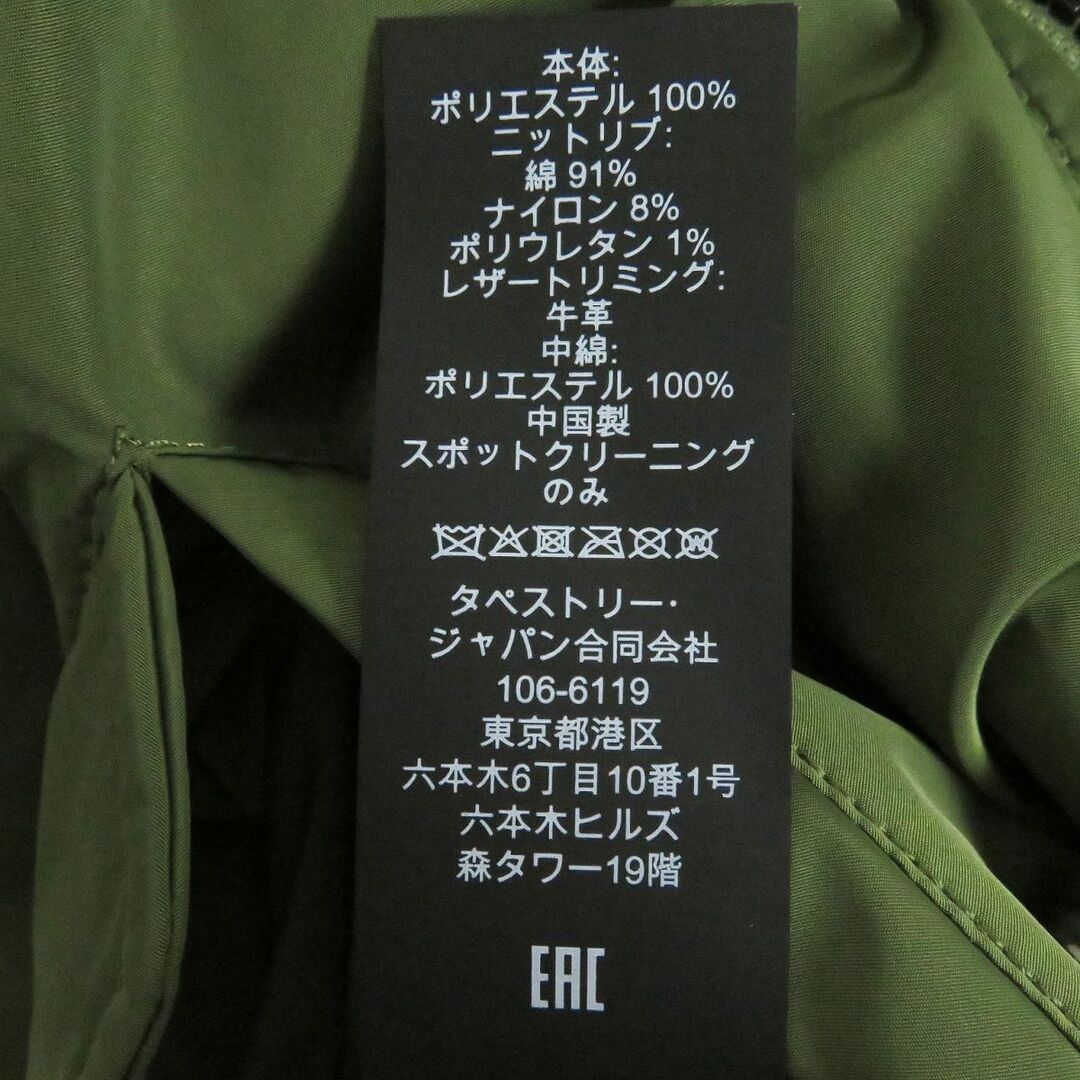 本体:
ポリエステル 100%
ニットリブ:
綿 91%
ナイロン 8%
ポリウレタン 1%
レザートリミング:
牛革
中綿:
ポリエステル 100%
中国製
スポットクリーニング
のみ
タペストリー・
ジャパン合同会社
106-6119
東京都港区
六本木6丁目10番1号
六本木ヒルズ
森タワー19階
EAC